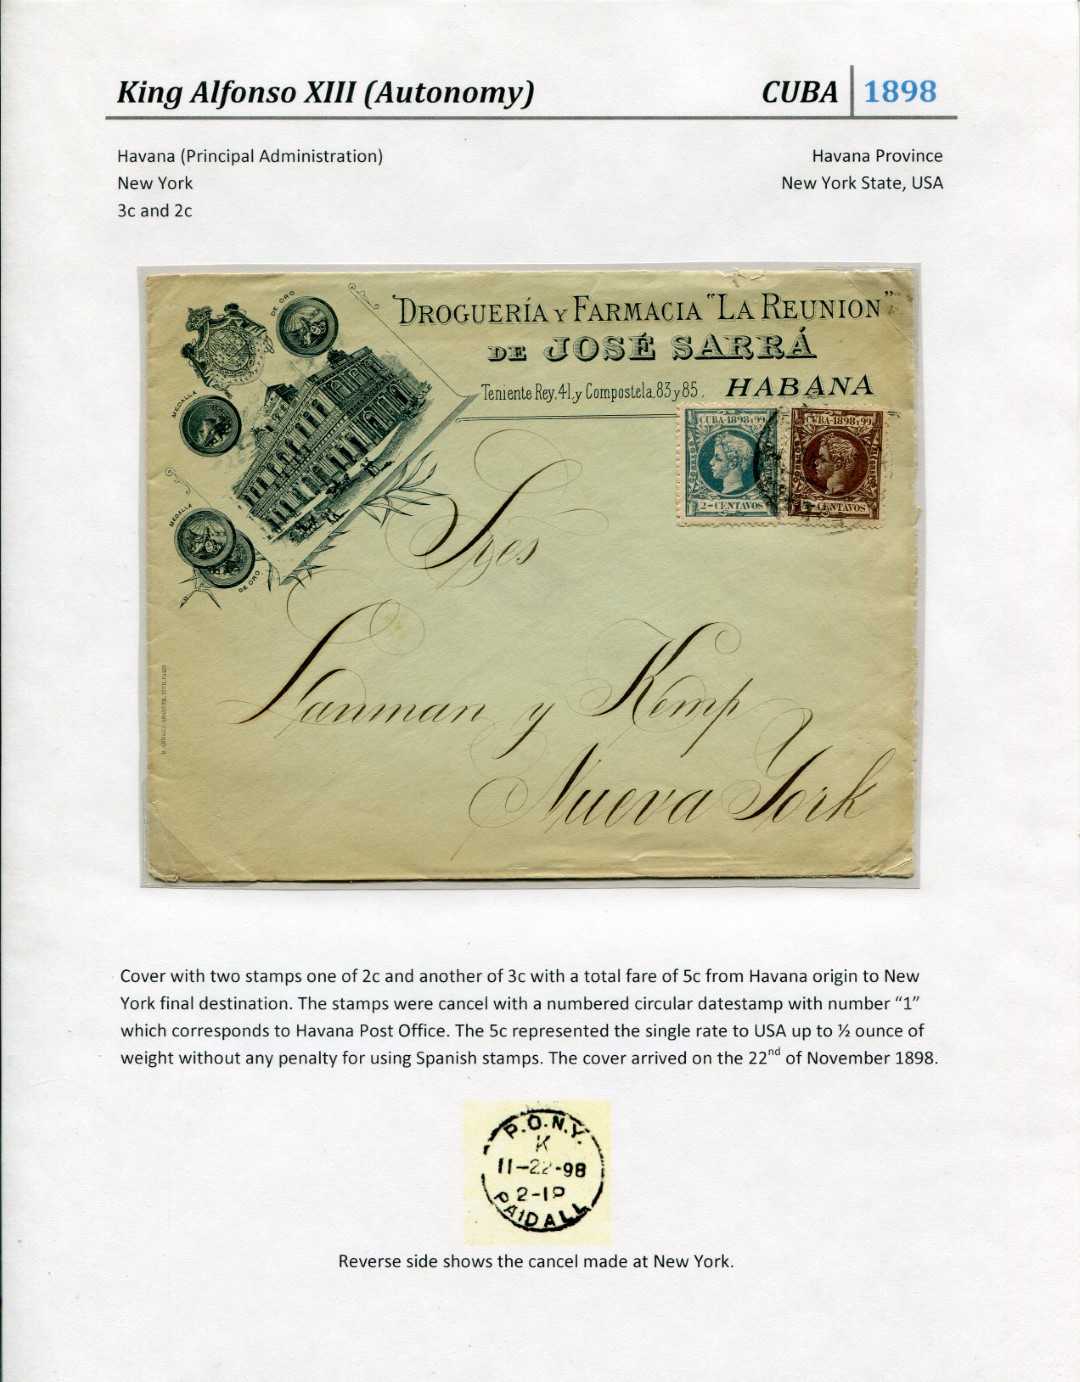 King Alfonso XIII (Autonomy)
CUBA 1898
Havana (Principal Administration)
Havana Province
New York
New York State, USA
3c and 2c
DROGUERÍA Y FARMACIA "LA REUNION"
DE JOSÉ SARRÁ
Teniente Rey, 41, y Compostela, 83 y 85. HABANA
DE ORO
MEDALLA
MEDALLA
DE ORO
CUBA-1898 Y 99
2-CENTAVOS
CUBA-1898 Y 99
CENTAVOS
Sres
Lanman y Kemp
Nueva York
Cover with two stamps one of 2c and another of 3c with a total fare of 5c from Havana origin to New
York final destination. The stamps were cancel with a numbered circular datestamp with number “1”
which corresponds to Havana Post Office. The 5c represented the single rate to USA up to ½ ounce of
weight without any penalty for using Spanish stamps. The cover arrived on the 22nd of November 1898.
P.O.N.Y.
K
11-22-98
2-1P
PAID ALL
Reverse side shows the cancel made at New York.